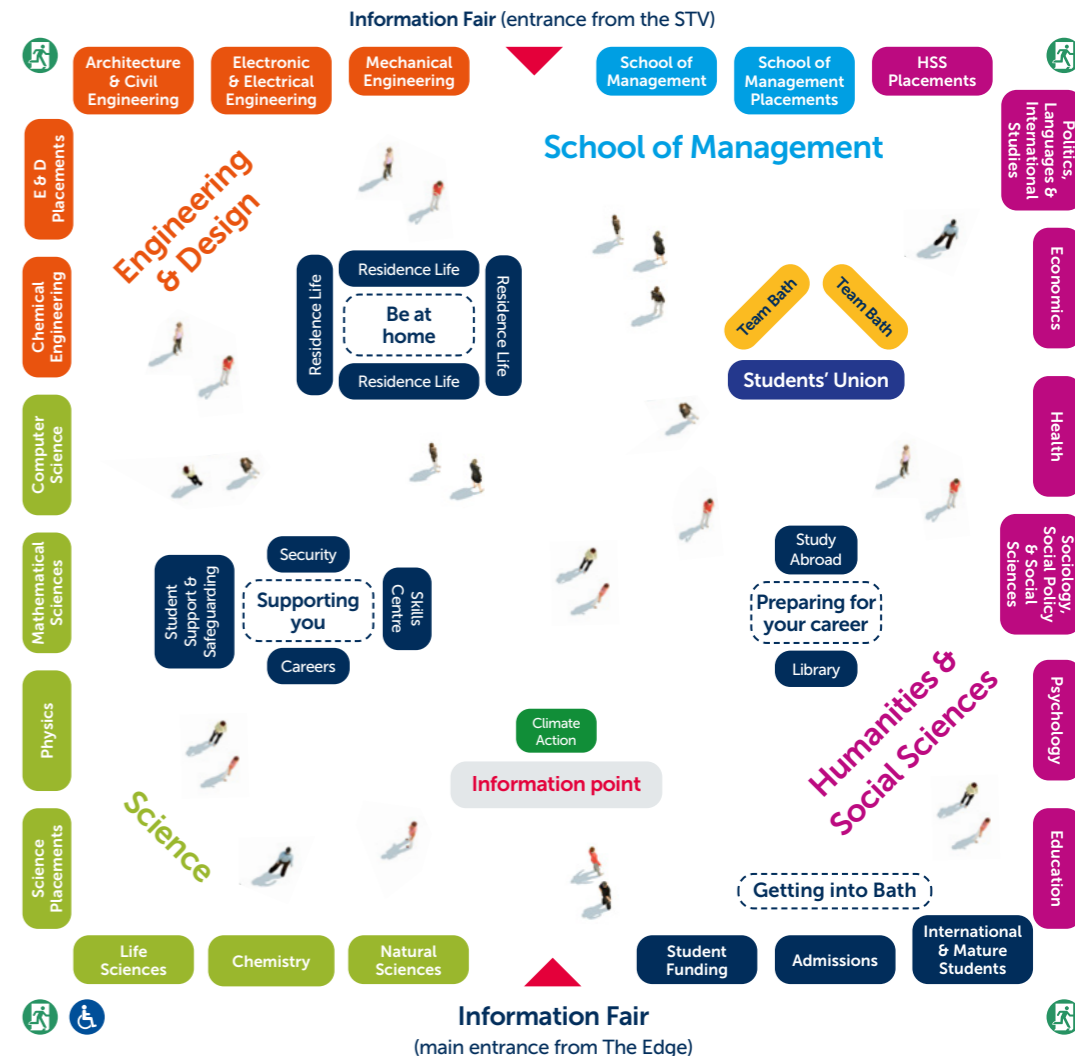 Information Fair (entrance from the STV)
Architecture
& Civil
Engineering
Electronic
& Electrical
Engineering
Mechanical
Engineering
School of
Management
School of
Management
Placements
HSS
Placements
E & D
Placements
Politics,
Languages &
International
Studies
Engineering
& Design
School of Management
Chemical
Engineering
Economics
Residence Life
Residence Life
Residence Life
Be at
home
Residence Life
Team Bath
Team Bath
Students' Union
Computer
Science
Health
Mathematical
Sciences
Student
Support &
Safeguarding
Security
Supporting
you
Skills
Centre
Careers
Study
Abroad
Preparing for
your career
Library
Sociology,
Social Policy
& Social
Sciences
Physics
Climate
Action
Information point
Humanities &
Social Sciences
Psychology
Science
Science
Placements
Education
Getting into Bath
Life
Sciences
Chemistry
Natural
Sciences
Student
Funding
Admissions
International
& Mature
Students
Information Fair
(main entrance from The Edge)